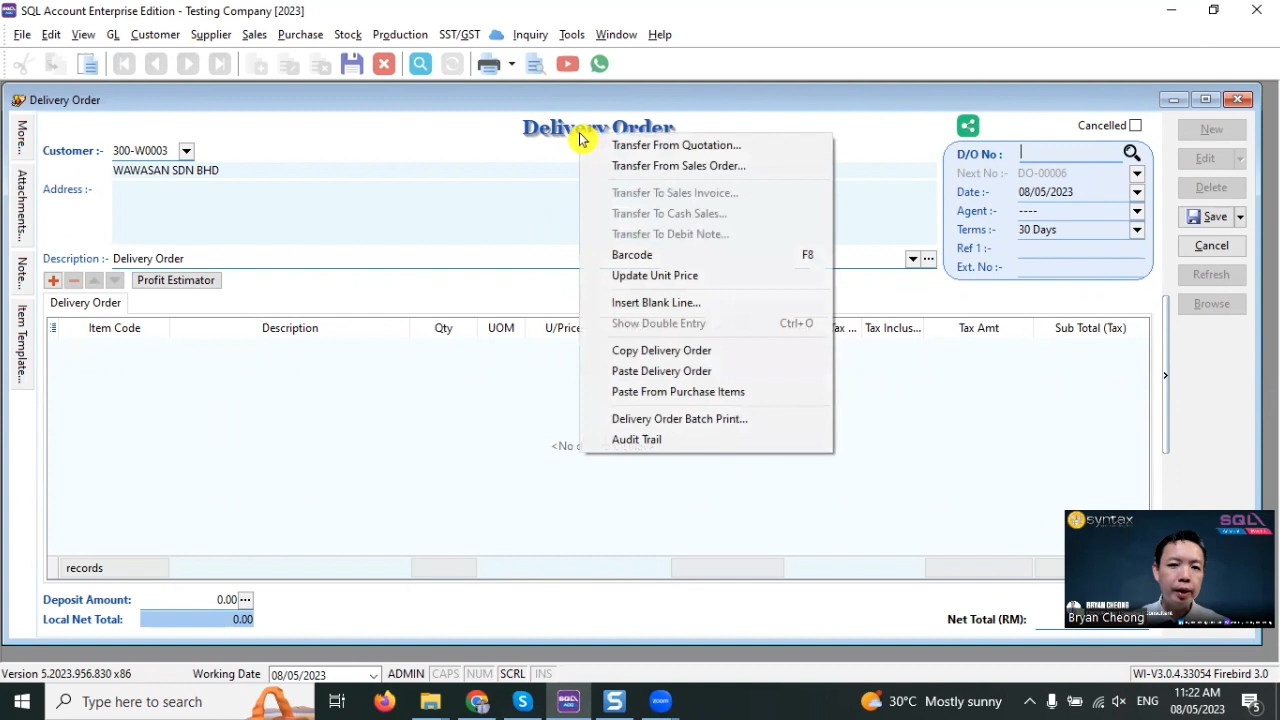 SQL Account Enterprise Edition - Testing Company [2023]
File Edit View GL Customer Supplier Sales Purchase Stock Production SST/GST Inquiry Tools Window Help
Delivery Order
Delivery Order
Cancelled
New
Edit
Delete
Save
Cancel
Refresh
Browse
More...
Attachments...
Note...
Item Template...
Customer :- 300-W0003
WAWASAN SDN BHD
Address :-
Description :- Delivery Order
D/O No :
Next No :- DO-00006
Date :- 08/05/2023
Agent :- ----
Terms :- 30 Days
Ref 1 :-
Ext. No :-
Profit Estimator
Delivery Order
Item Code Description Qty UOM U/Price Tax ... Tax Inclus... Tax Amt Sub Total (Tax)
Transfer From Quotation...
Transfer From Sales Order...
Transfer To Sales Invoice...
Transfer To Cash Sales...
Transfer To Debit Note...
Barcode F8
Update Unit Price
Insert Blank Line...
Show Double Entry Ctrl+O
Copy Delivery Order
Paste Delivery Order
Paste From Purchase Items
Delivery Order Batch Print...
Audit Trail
<No
records
Deposit Amount: 0.00
Local Net Total: 0.00
Net Total (RM):
syntax
SQL
BRYAN CHEONG
Bryan Cheong
Version 5.2023.956.830 x86 Working Date 08/05/2023 ADMIN CAPS NUM SCRL INS WI-V3.0.4.33054 Firebird 3.0
Type here to search
30°C Mostly sunny
ENG
11:22 AM
08/05/2023
5